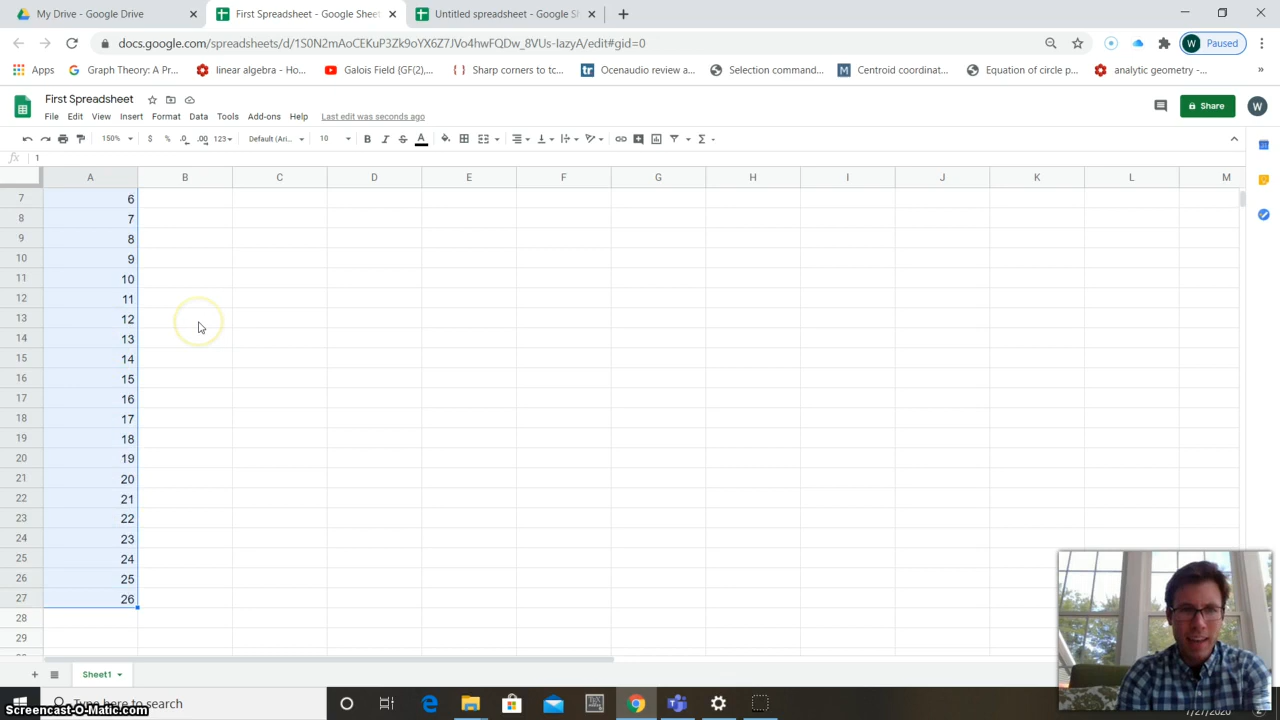 My Drive - Google Drive
First Spreadsheet - Google Sheet
Untitled spreadsheet - Google Sh
docs.google.com/spreadsheets/d/1S0N2mAoCEKuP3Zk9oYX6Z7JVo4hwFQDw_8VUs-IazyA/edit#gid=0
Paused
Apps
Graph Theory: A Pr...
linear algebra - Ho...
Galois Field (GF(2),...
Sharp corners to tc...
Ocenaudio review a...
Selection command...
Centroid coordinat...
Equation of circle p...
analytic geometry -...
First Spreadsheet
File Edit View Insert Format Data Tools Add-ons Help Last edit was seconds ago
Share
W
150% $ % .0 .00 123 Default (Ari... 10
fx 1
A B C D E F G H I J K L M
7 6
8 7
9 8
10 9
11 10
12 11
13 12
14 13
15 14
16 15
17 16
18 17
19 18
20 19
21 20
22 21
23 22
24 23
25 24
26 25
27 26
28
29
Sheet1
Type here to search
Screencast-O-Matic.com
7/27/2020